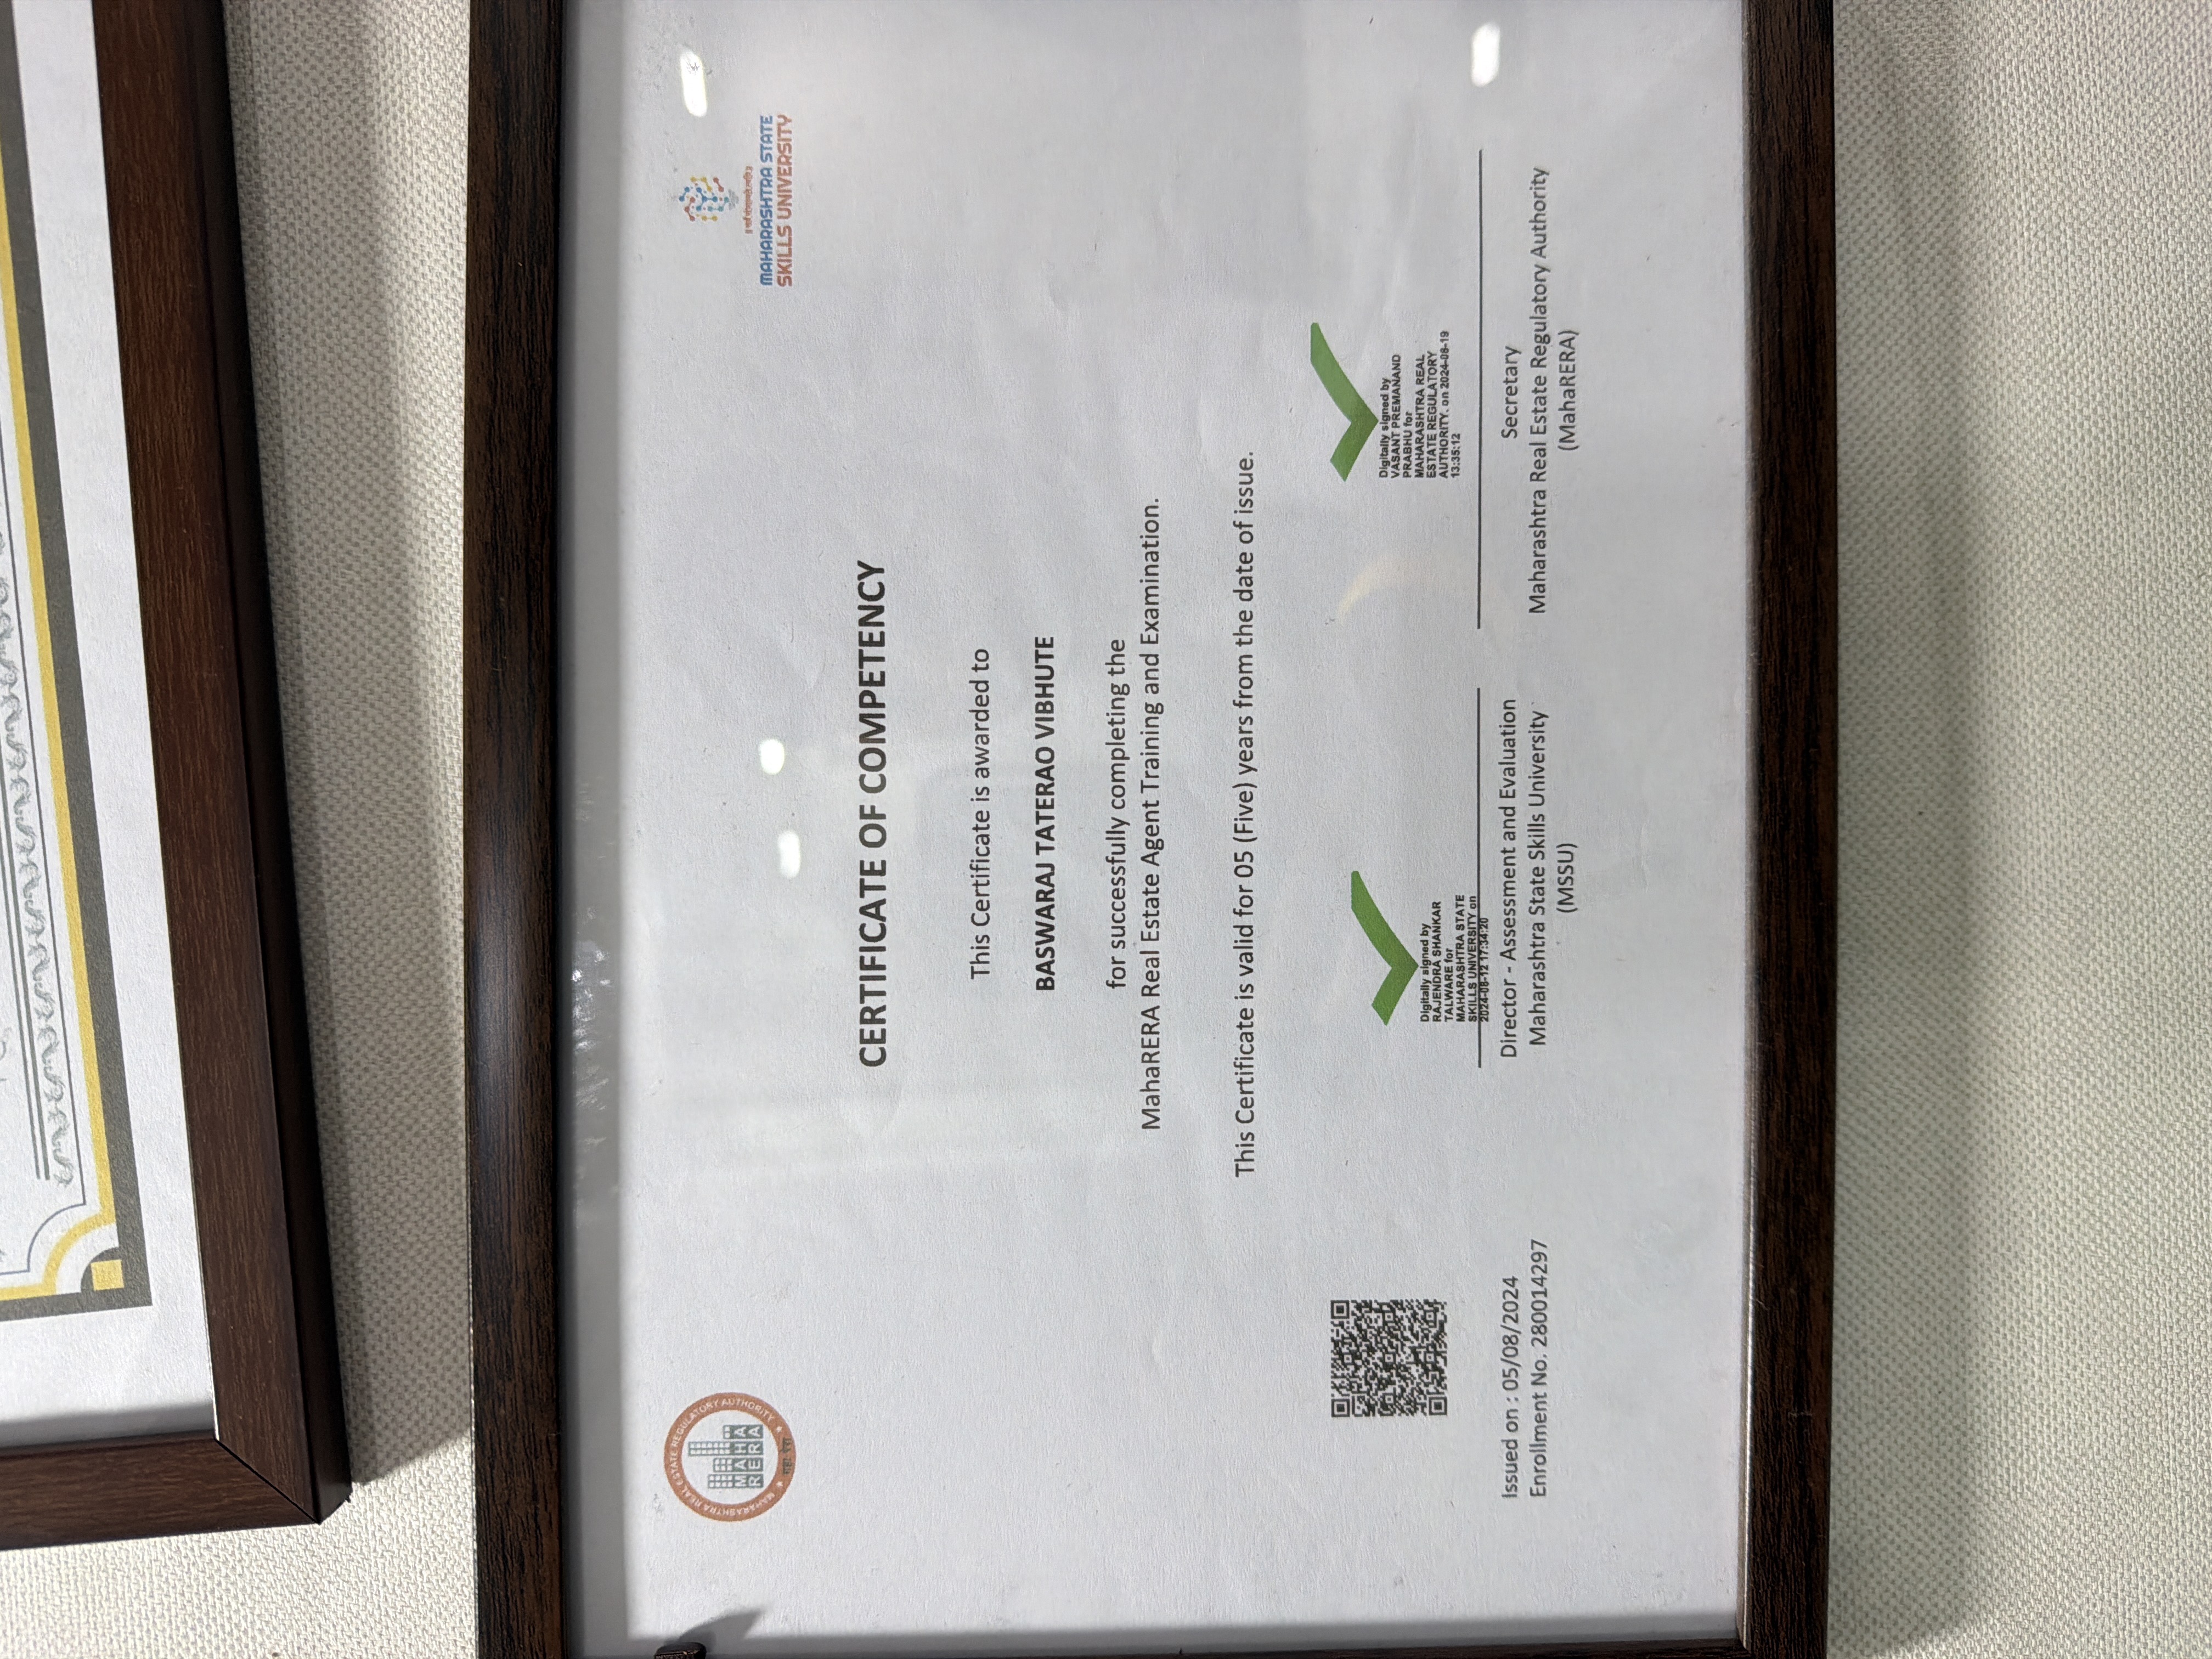 MAHARASHTRA REAL ESTATE REGULATORY AUTHORITY
MAHA
RERA
महा-रेरा
MAHARASHTRA STATE
SKILLS UNIVERSITY
CERTIFICATE OF COMPETENCY
This Certificate is awarded to
BASWARAJ TATERAO VIBHUTE
for successfully completing the
MahaRERA Real Estate Agent Training and Examination.
This Certificate is valid for 05 (Five) years from the date of issue.
Issued on : 05/08/2024
Enrollment No. 280014297
Digitally signed by
RAJENDRA SHANKAR
TALWARE for
MAHARASHTRA STATE
SKILLS UNIVERSITY on
2024-08-12 17:34:20
Director - Assessment and Evaluation
Maharashtra State Skills University
(MSSU)
Digitally signed by
VASANT PREMANAND
PRABHU for
MAHARASHTRA REAL
ESTATE REGULATORY
AUTHORITY. on 2024-08-19
13:35:12
Secretary
Maharashtra Real Estate Regulatory Authority
(MahaRERA)